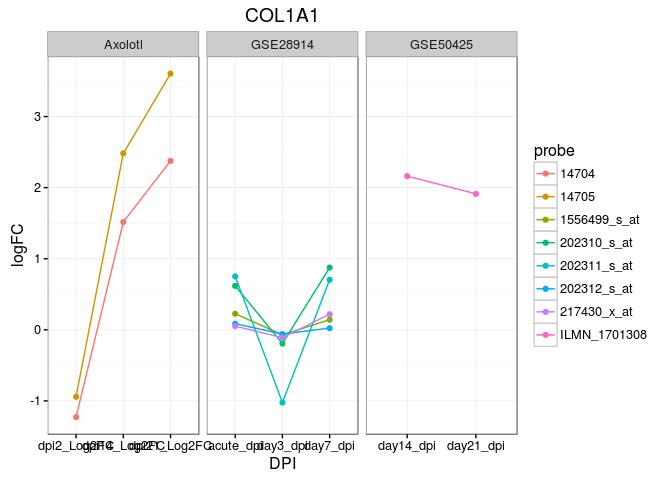 COL1A1
Axolotl
GSE28914
GSE50425
3
2
1
0
-1
logFC
acute_dpi
day3_dpi
day7_dpi
day14_dpi
day21_dpi
DPI
probe
14704
14705
1556499_s_at
202310_s_at
202311_s_at
202312_s_at
217430_x_at
ILMN_1701308